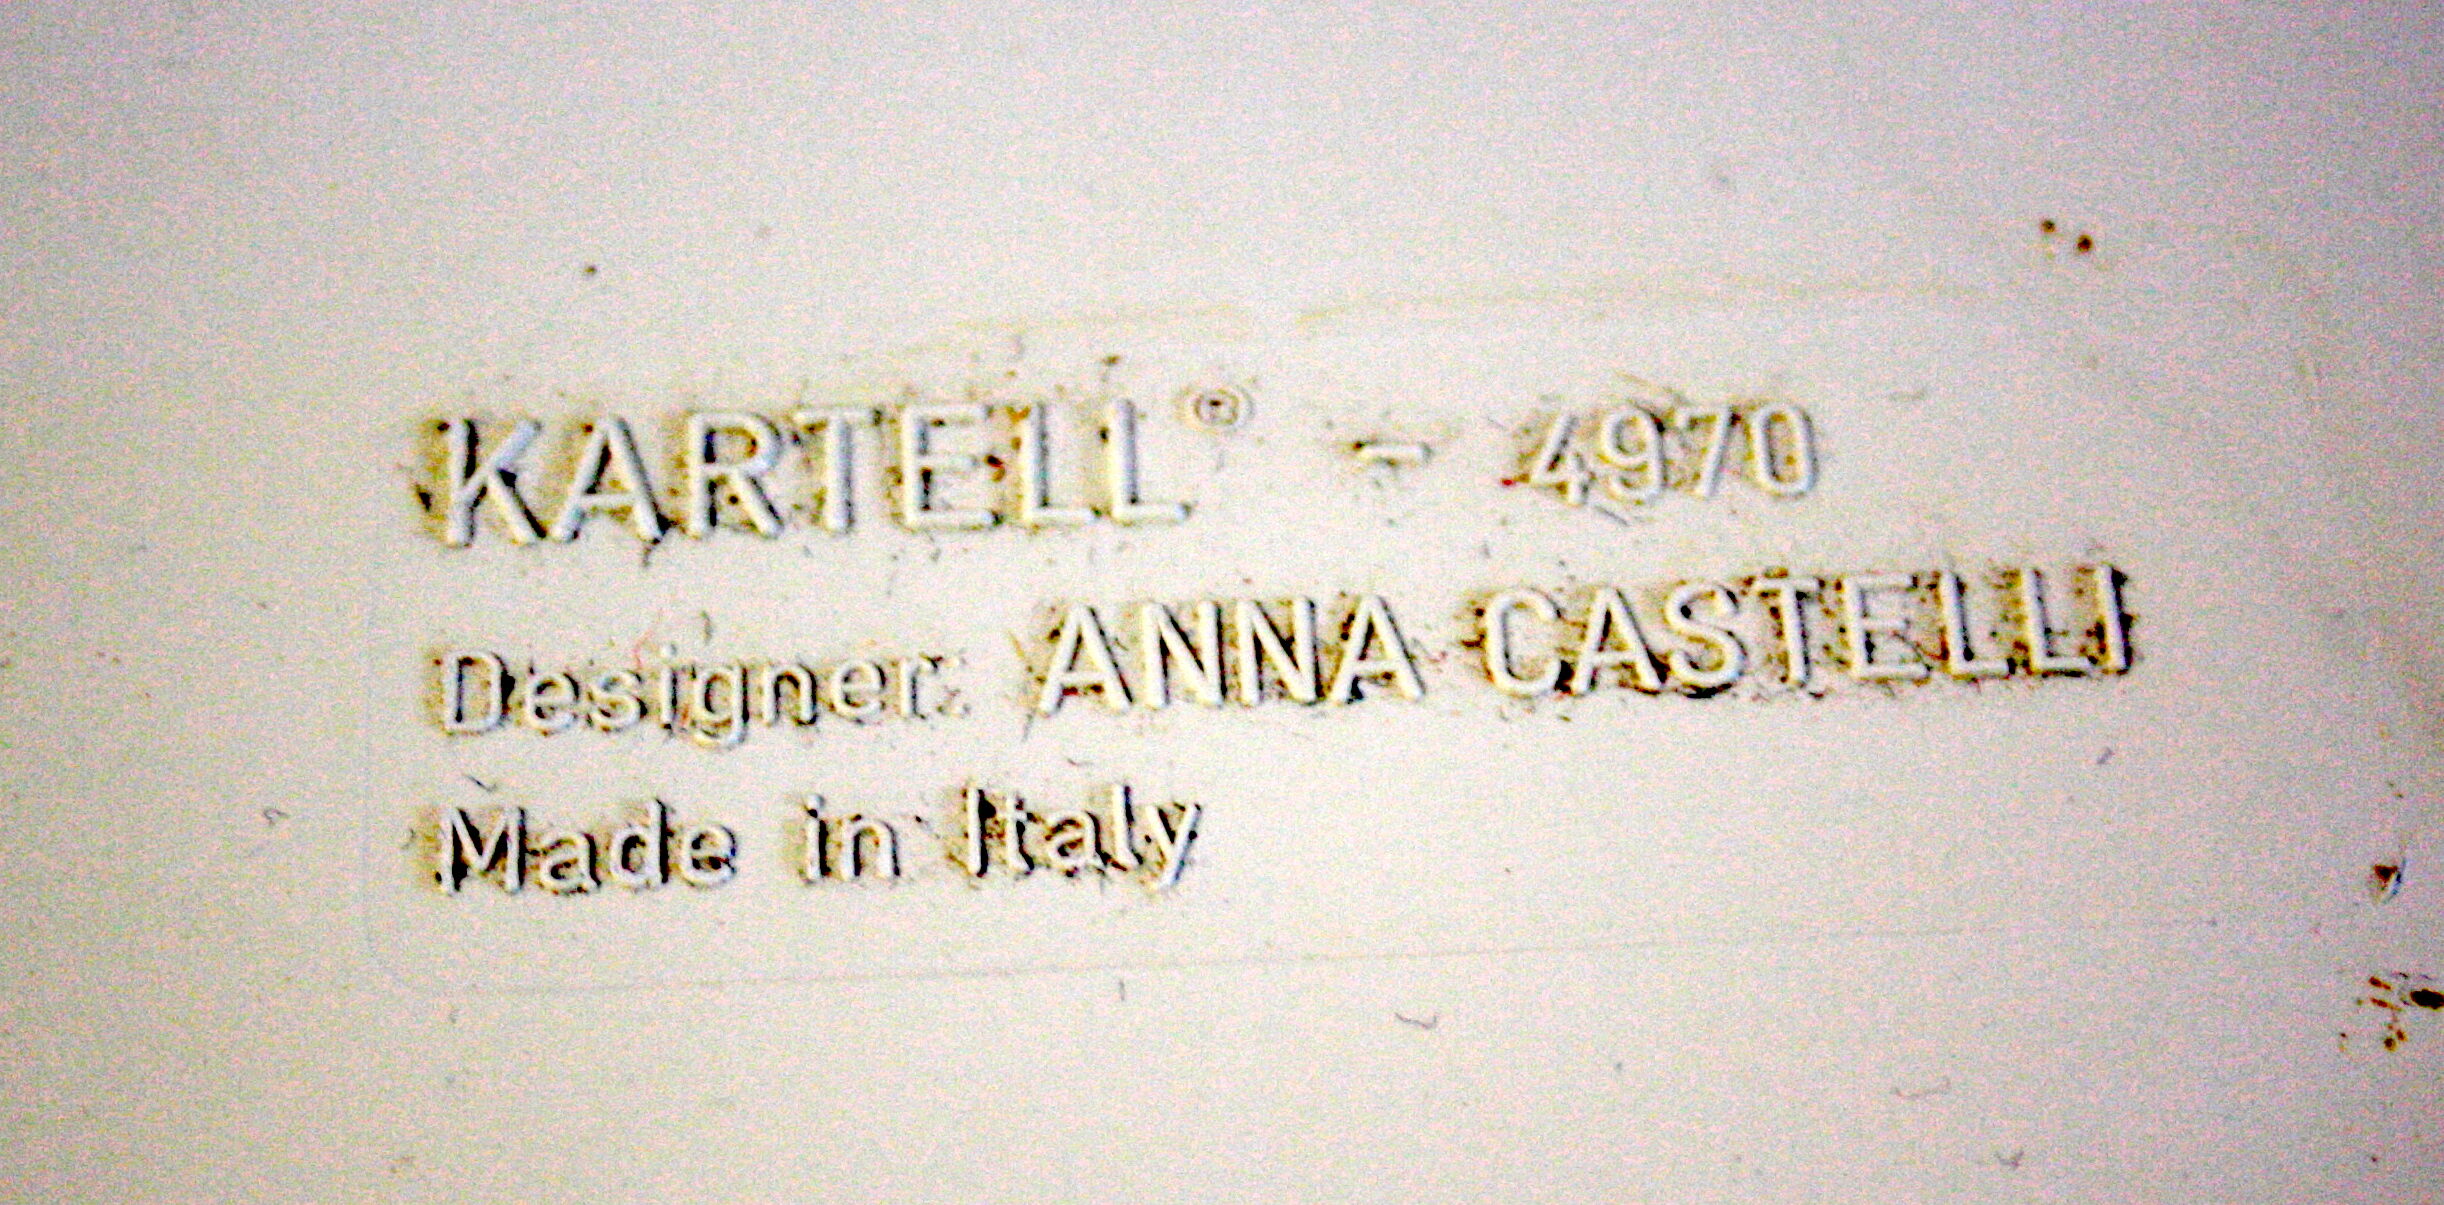 KARTELL® - 4970
Designer: ANNA CASTELLI
Made in Italy